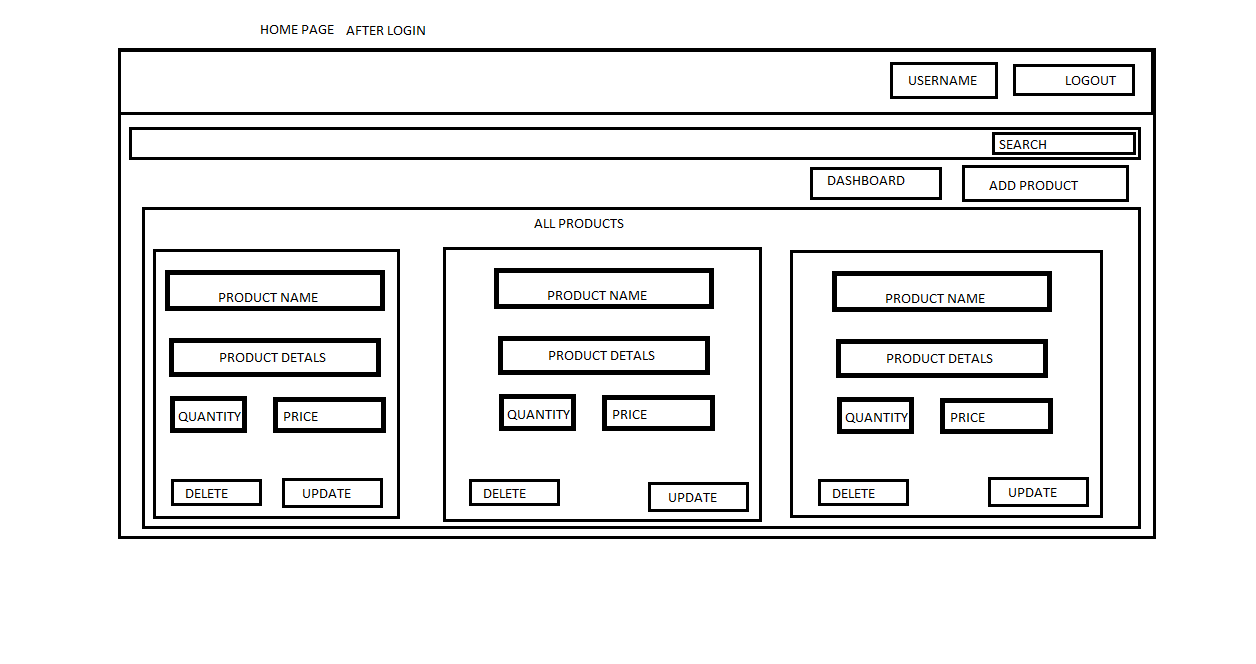 HOME PAGE AFTER LOGIN
USERNAME LOGOUT
SEARCH
DASHBOARD ADD PRODUCT
ALL PRODUCTS
PRODUCT NAME
PRODUCT DETALS
QUANTITY PRICE
DELETE UPDATE
PRODUCT NAME
PRODUCT DETALS
QUANTITY PRICE
DELETE UPDATE
PRODUCT NAME
PRODUCT DETALS
QUANTITY PRICE
DELETE UPDATE